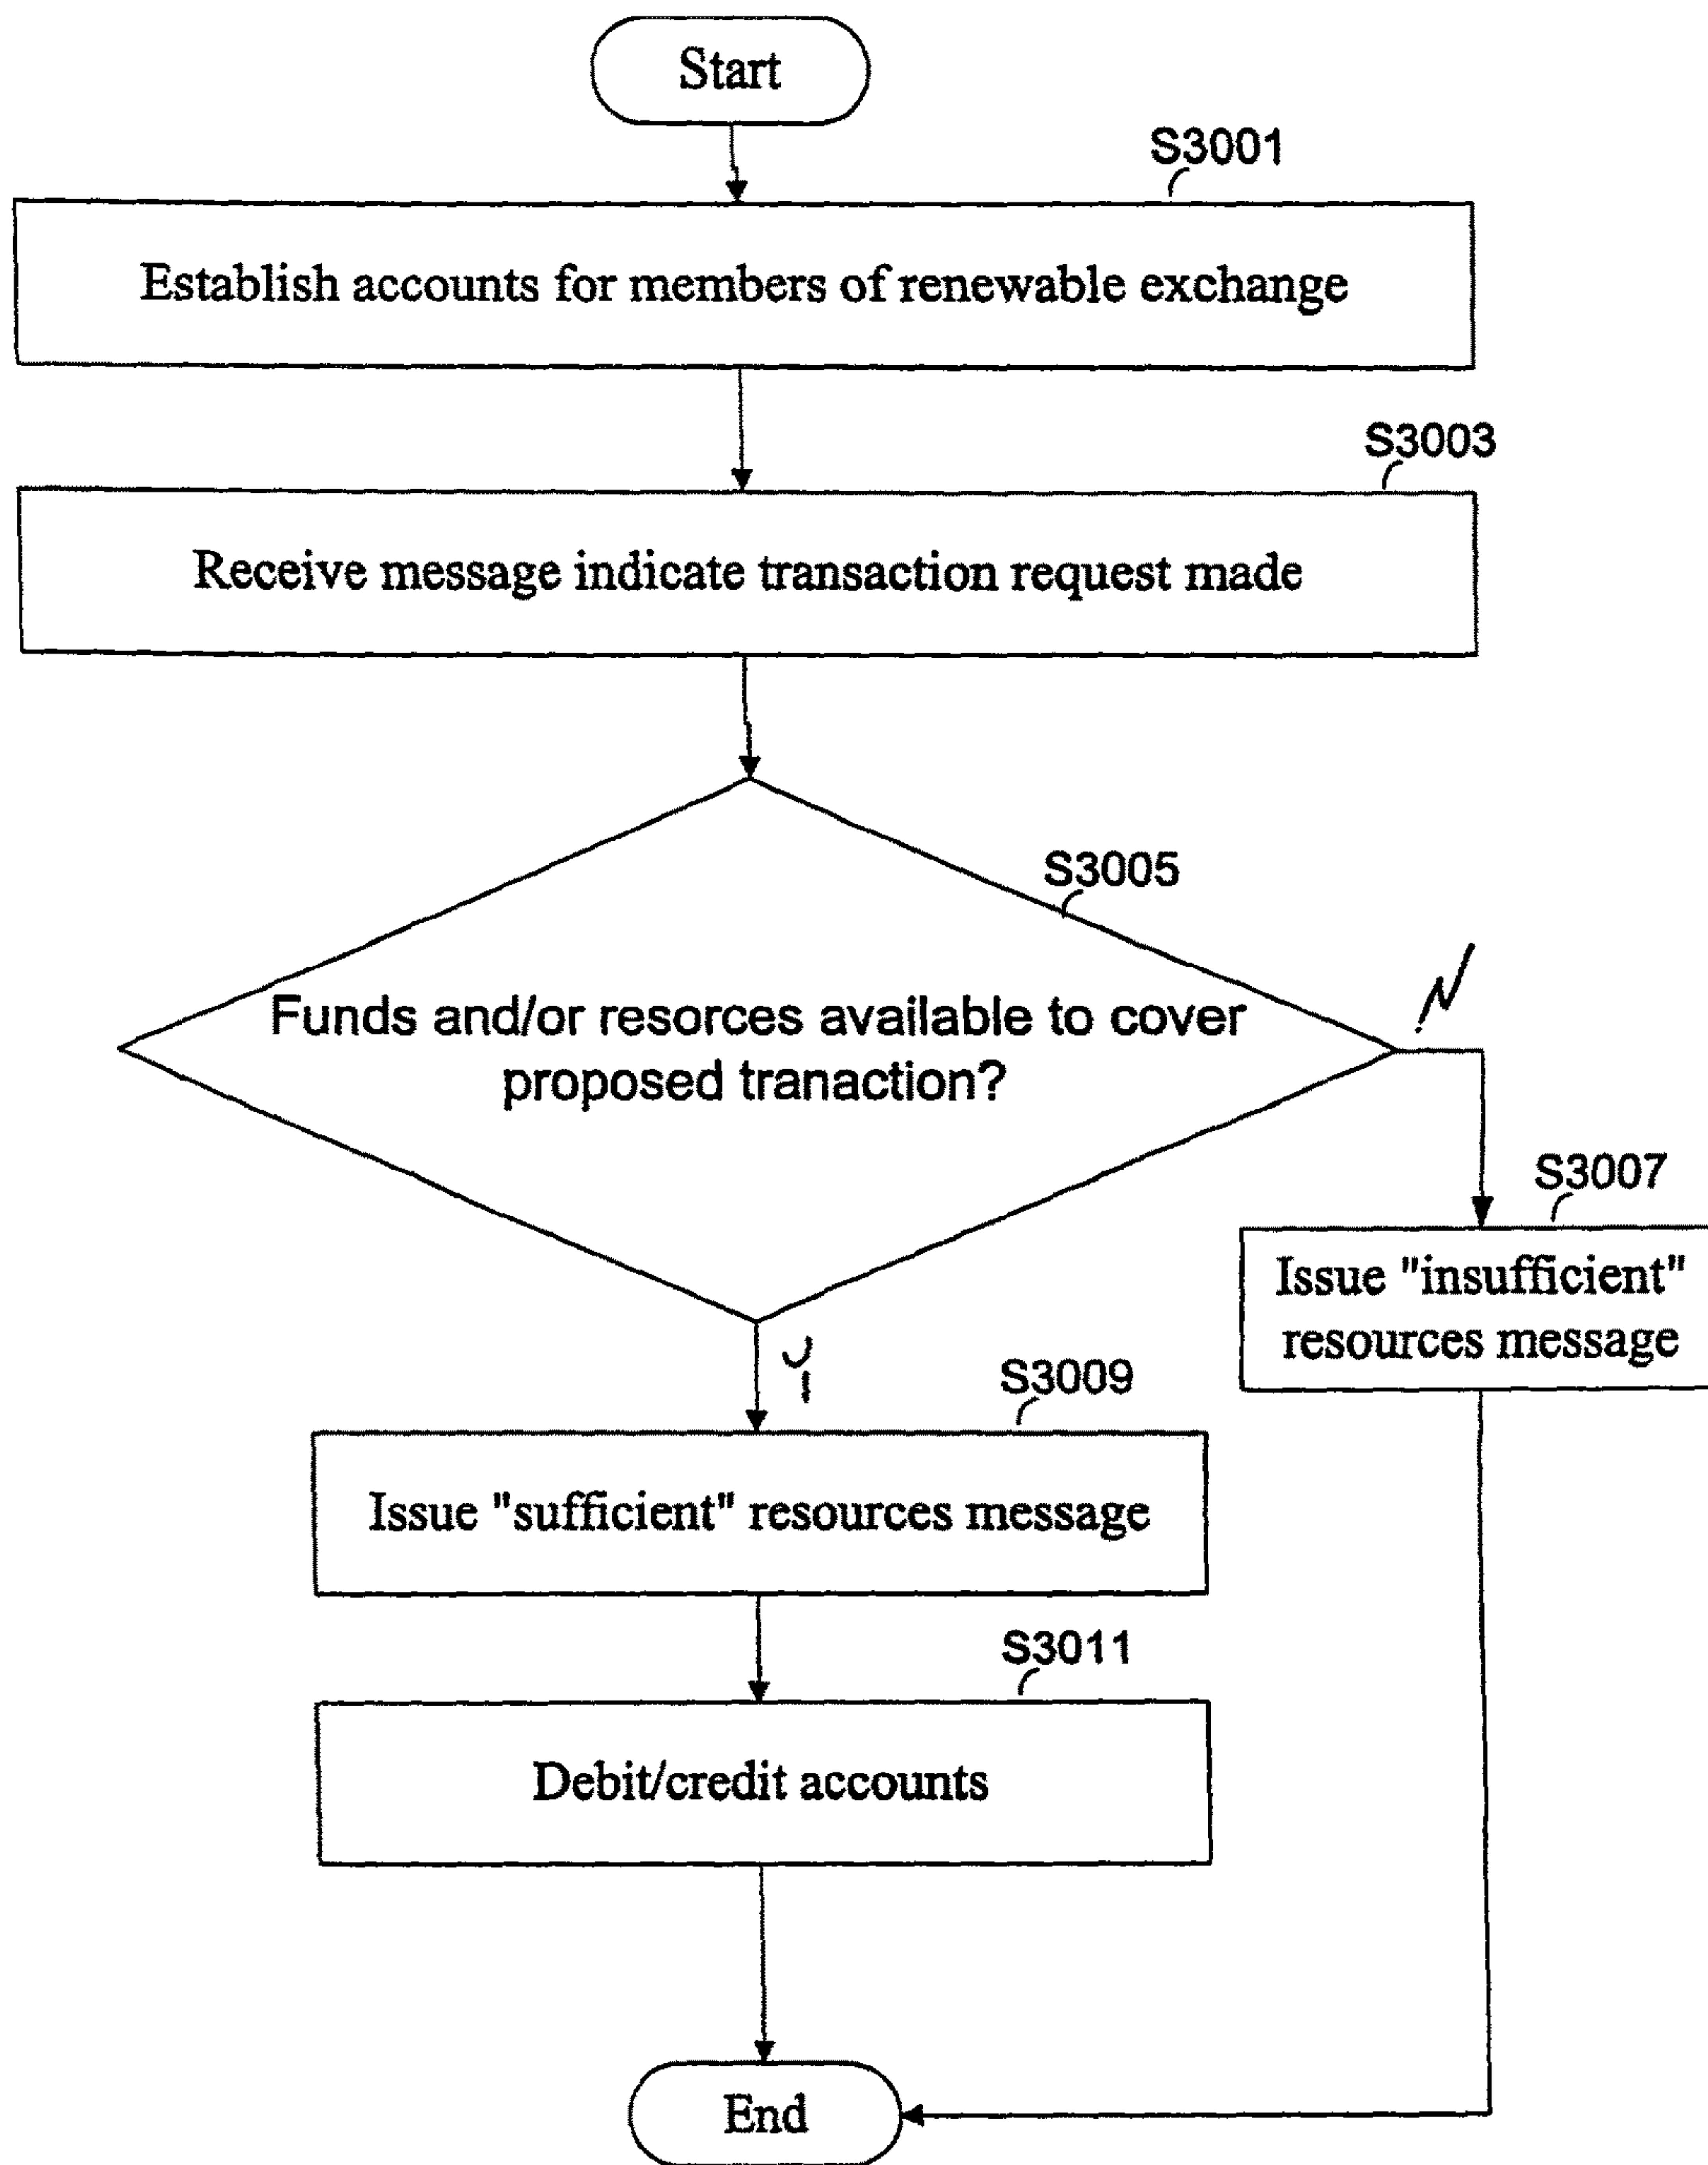 Start
S3001
Establish accounts for members of renewable exchange
S3003
Receive message indicate transaction request made
S3005
Funds and/or resorces available to cover
proposed tranaction?
N
S3007
Issue "insufficient"
resources message
Y
S3009
Issue "sufficient" resources message
S3011
Debit/credit accounts
End